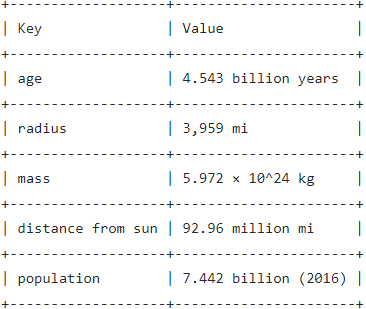 +-------------------+-----------------------+
| Key               | Value                 |
+-------------------+-----------------------+
| age               | 4.543 billion years   |
+-------------------+-----------------------+
| radius            | 3,959 mi              |
+-------------------+-----------------------+
| mass              | 5.972 × 10^24 kg      |
+-------------------+-----------------------+
| distance from sun | 92.96 million mi      |
+-------------------+-----------------------+
| population        | 7.442 billion (2016) |
+-------------------+-----------------------+